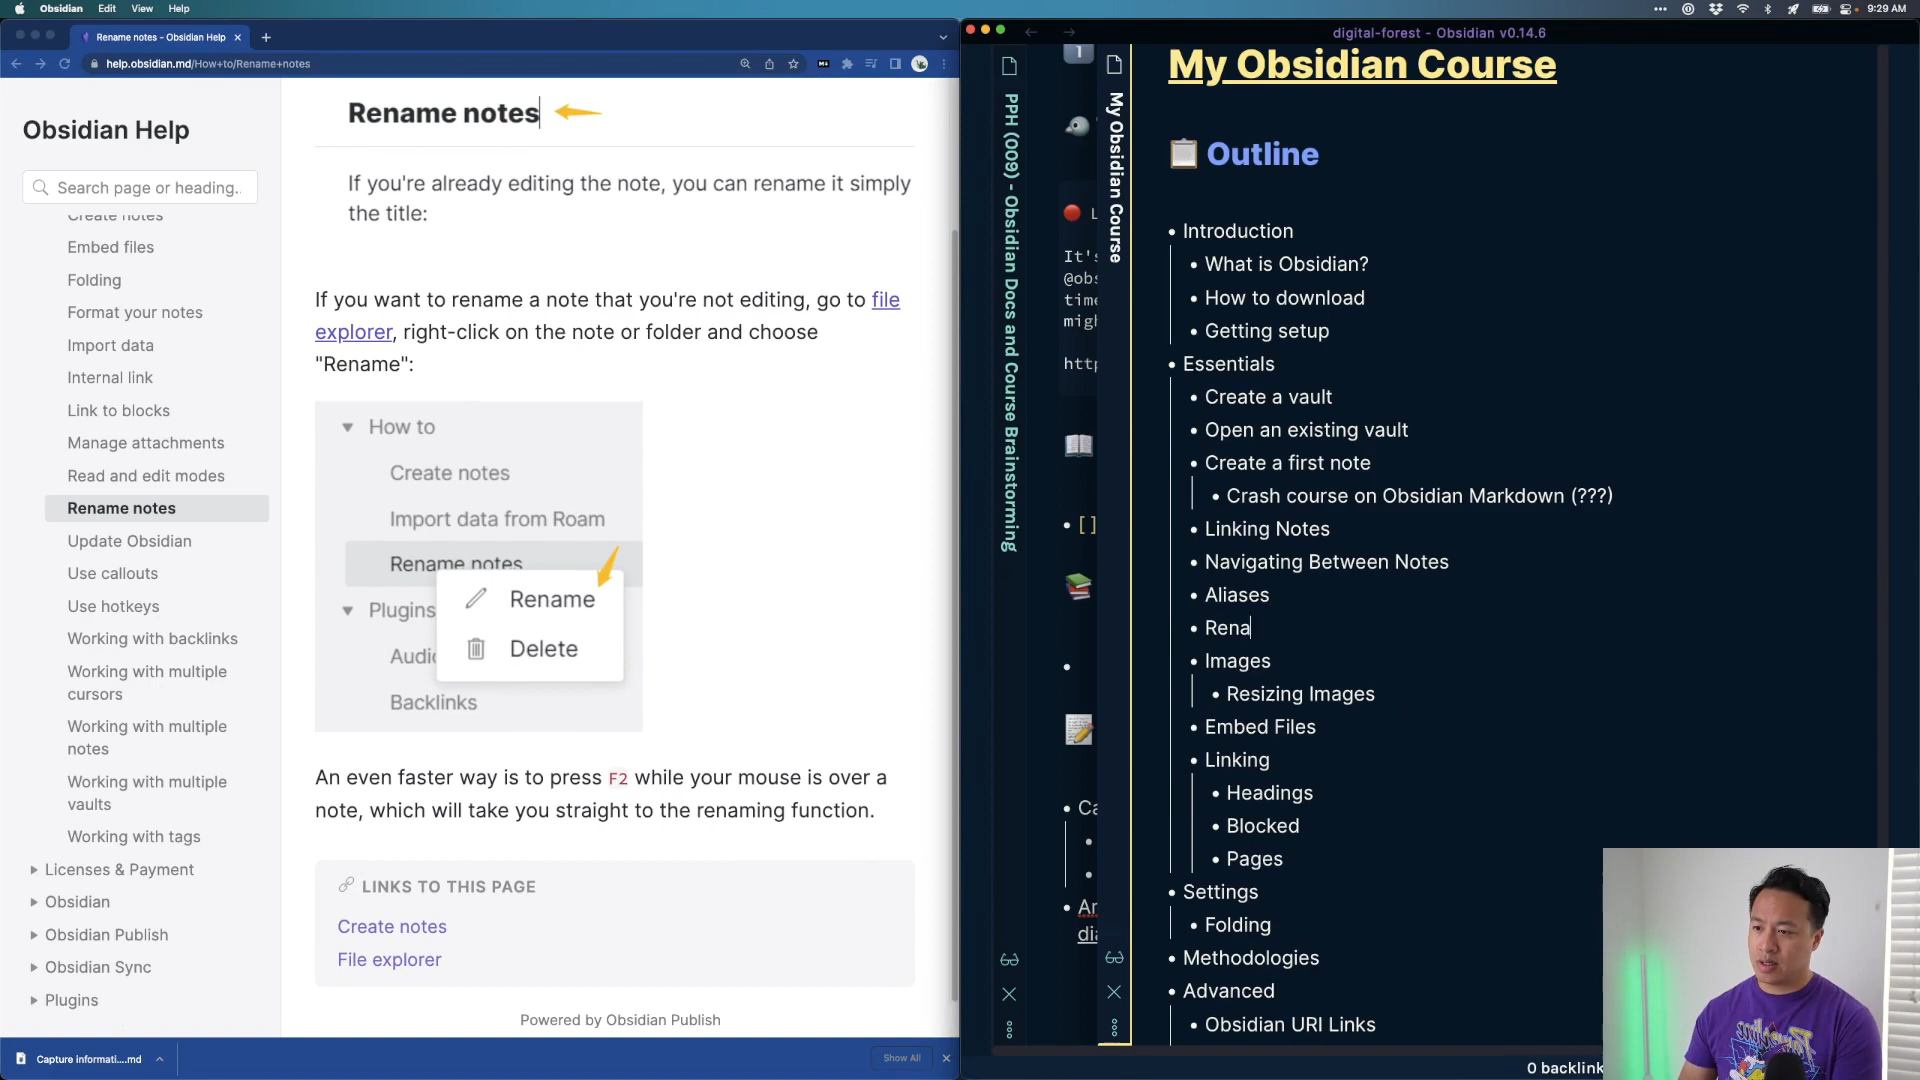 Obsidian Edit View Help
9:29 AM
Rename notes - Obsidian Help
help.obsidian.md/How+to/Rename+notes
Obsidian Help
Search page or heading..
Create notes
Embed files
Folding
Format your notes
Import data
Internal link
Link to blocks
Manage attachments
Read and edit modes
Rename notes
Update Obsidian
Use callouts
Use hotkeys
Working with backlinks
Working with multiple
cursors
Working with multiple
notes
Working with multiple
vaults
Working with tags
Licenses & Payment
Obsidian
Obsidian Publish
Obsidian Sync
Plugins
Rename notes
If you're already editing the note, you can rename it simply
the title:
If you want to rename a note that you're not editing, go to file
explorer, right-click on the note or folder and choose
"Rename":
How to
Create notes
Import data from Roam
Rename notes
Rename
Plugins
Delete
Audio
Backlinks
An even faster way is to press F2 while your mouse is over a
note, which will take you straight to the renaming function.
LINKS TO THIS PAGE
Create notes
File explorer
Powered by Obsidian Publish
Capture informati....md
Show All
digital-forest - Obsidian v0.14.6
PPH (009) - Obsidian Docs and Course Brainstorming
L
It's
@obs
time
migh
http
[]
Ca
Ar
dia
My Obsidian Course
My Obsidian Course
📋 Outline
• Introduction
• What is Obsidian?
• How to download
• Getting setup
• Essentials
• Create a vault
• Open an existing vault
• Create a first note
• Crash course on Obsidian Markdown (???)
• Linking Notes
• Navigating Between Notes
• Aliases
• Rena
• Images
• Resizing Images
• Embed Files
• Linking
• Headings
• Blocked
• Pages
• Settings
• Folding
• Methodologies
• Advanced
• Obsidian URI Links
0 backlink